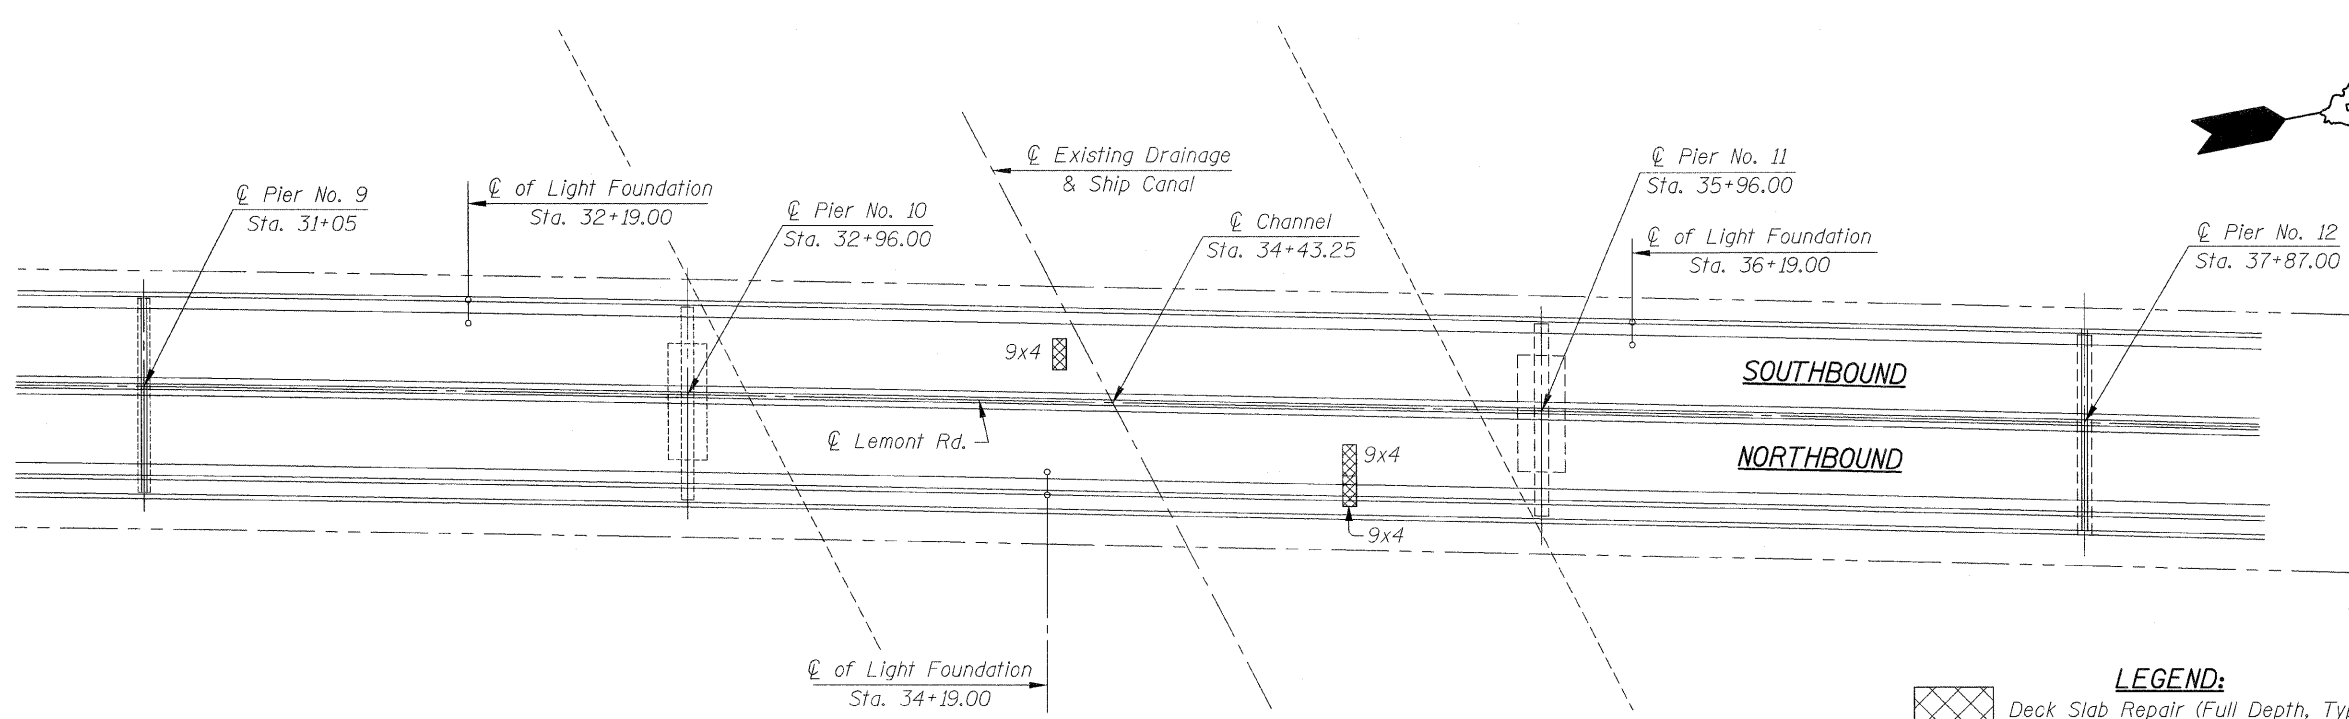 ℄ Pier No. 9
Sta. 31+05
℄ of Light Foundation
Sta. 32+19.00
℄ Pier No. 10
Sta. 32+96.00
℄ Existing Drainage
& Ship Canal
℄ Channel
Sta. 34+43.25
℄ Pier No. 11
Sta. 35+96.00
℄ of Light Foundation
Sta. 36+19.00
℄ Pier No. 12
Sta. 37+87.00
9x4
SOUTHBOUND
℄ Lemont Rd.
9x4
NORTHBOUND
9x4
℄ of Light Foundation
Sta. 34+19.00
LEGEND:
Deck Slab Repair (Full Depth, Typ